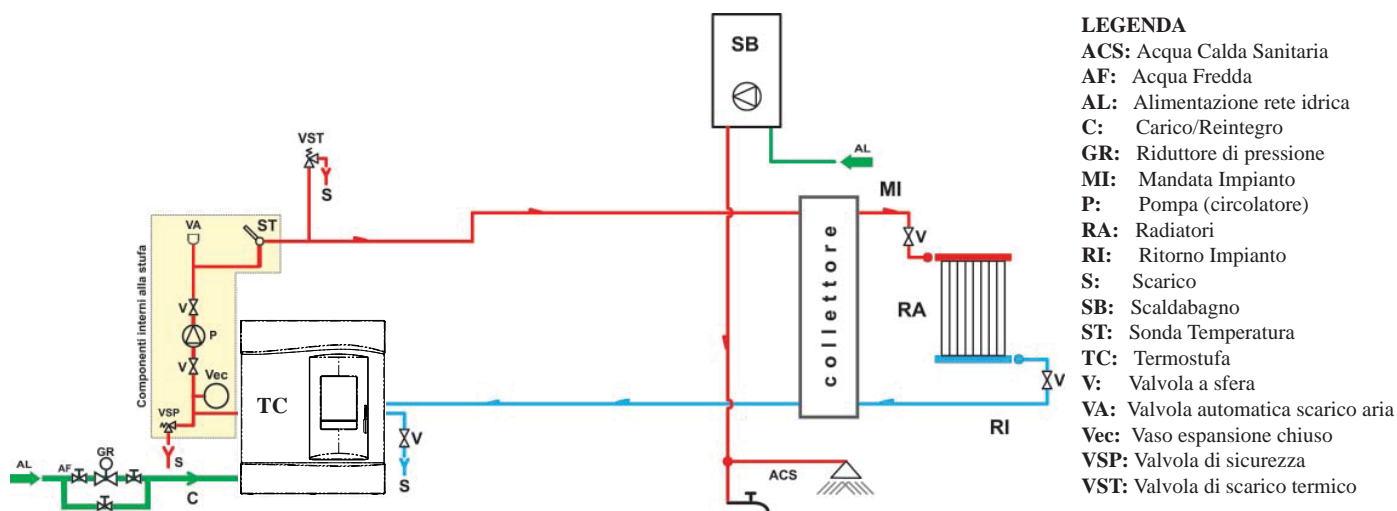 SB
VST
S
AL
MI
V
VA
ST
Componenti interni alla stufa
V
P
V
Vec
VSP
S
TC
V
S
AL
AF
GR
C
collettore
RA
V
RI
ACS
LEGENDA
ACS: Acqua Calda Sanitaria
AF: Acqua Fredda
AL: Alimentazione rete idrica
C: Carico/Reintegro
GR: Riduttore di pressione
MI: Mandata Impianto
P: Pompa (circolatore)
RA: Radiatori
RI: Ritorno Impianto
S: Scarico
SB: Scaldabagno
ST: Sonda Temperatura
TC: Termostufa
V: Valvola a sfera
VA: Valvola automatica scarico aria
Vec: Vaso espansione chiuso
VSP: Valvola di sicurezza
VST: Valvola di scarico termico